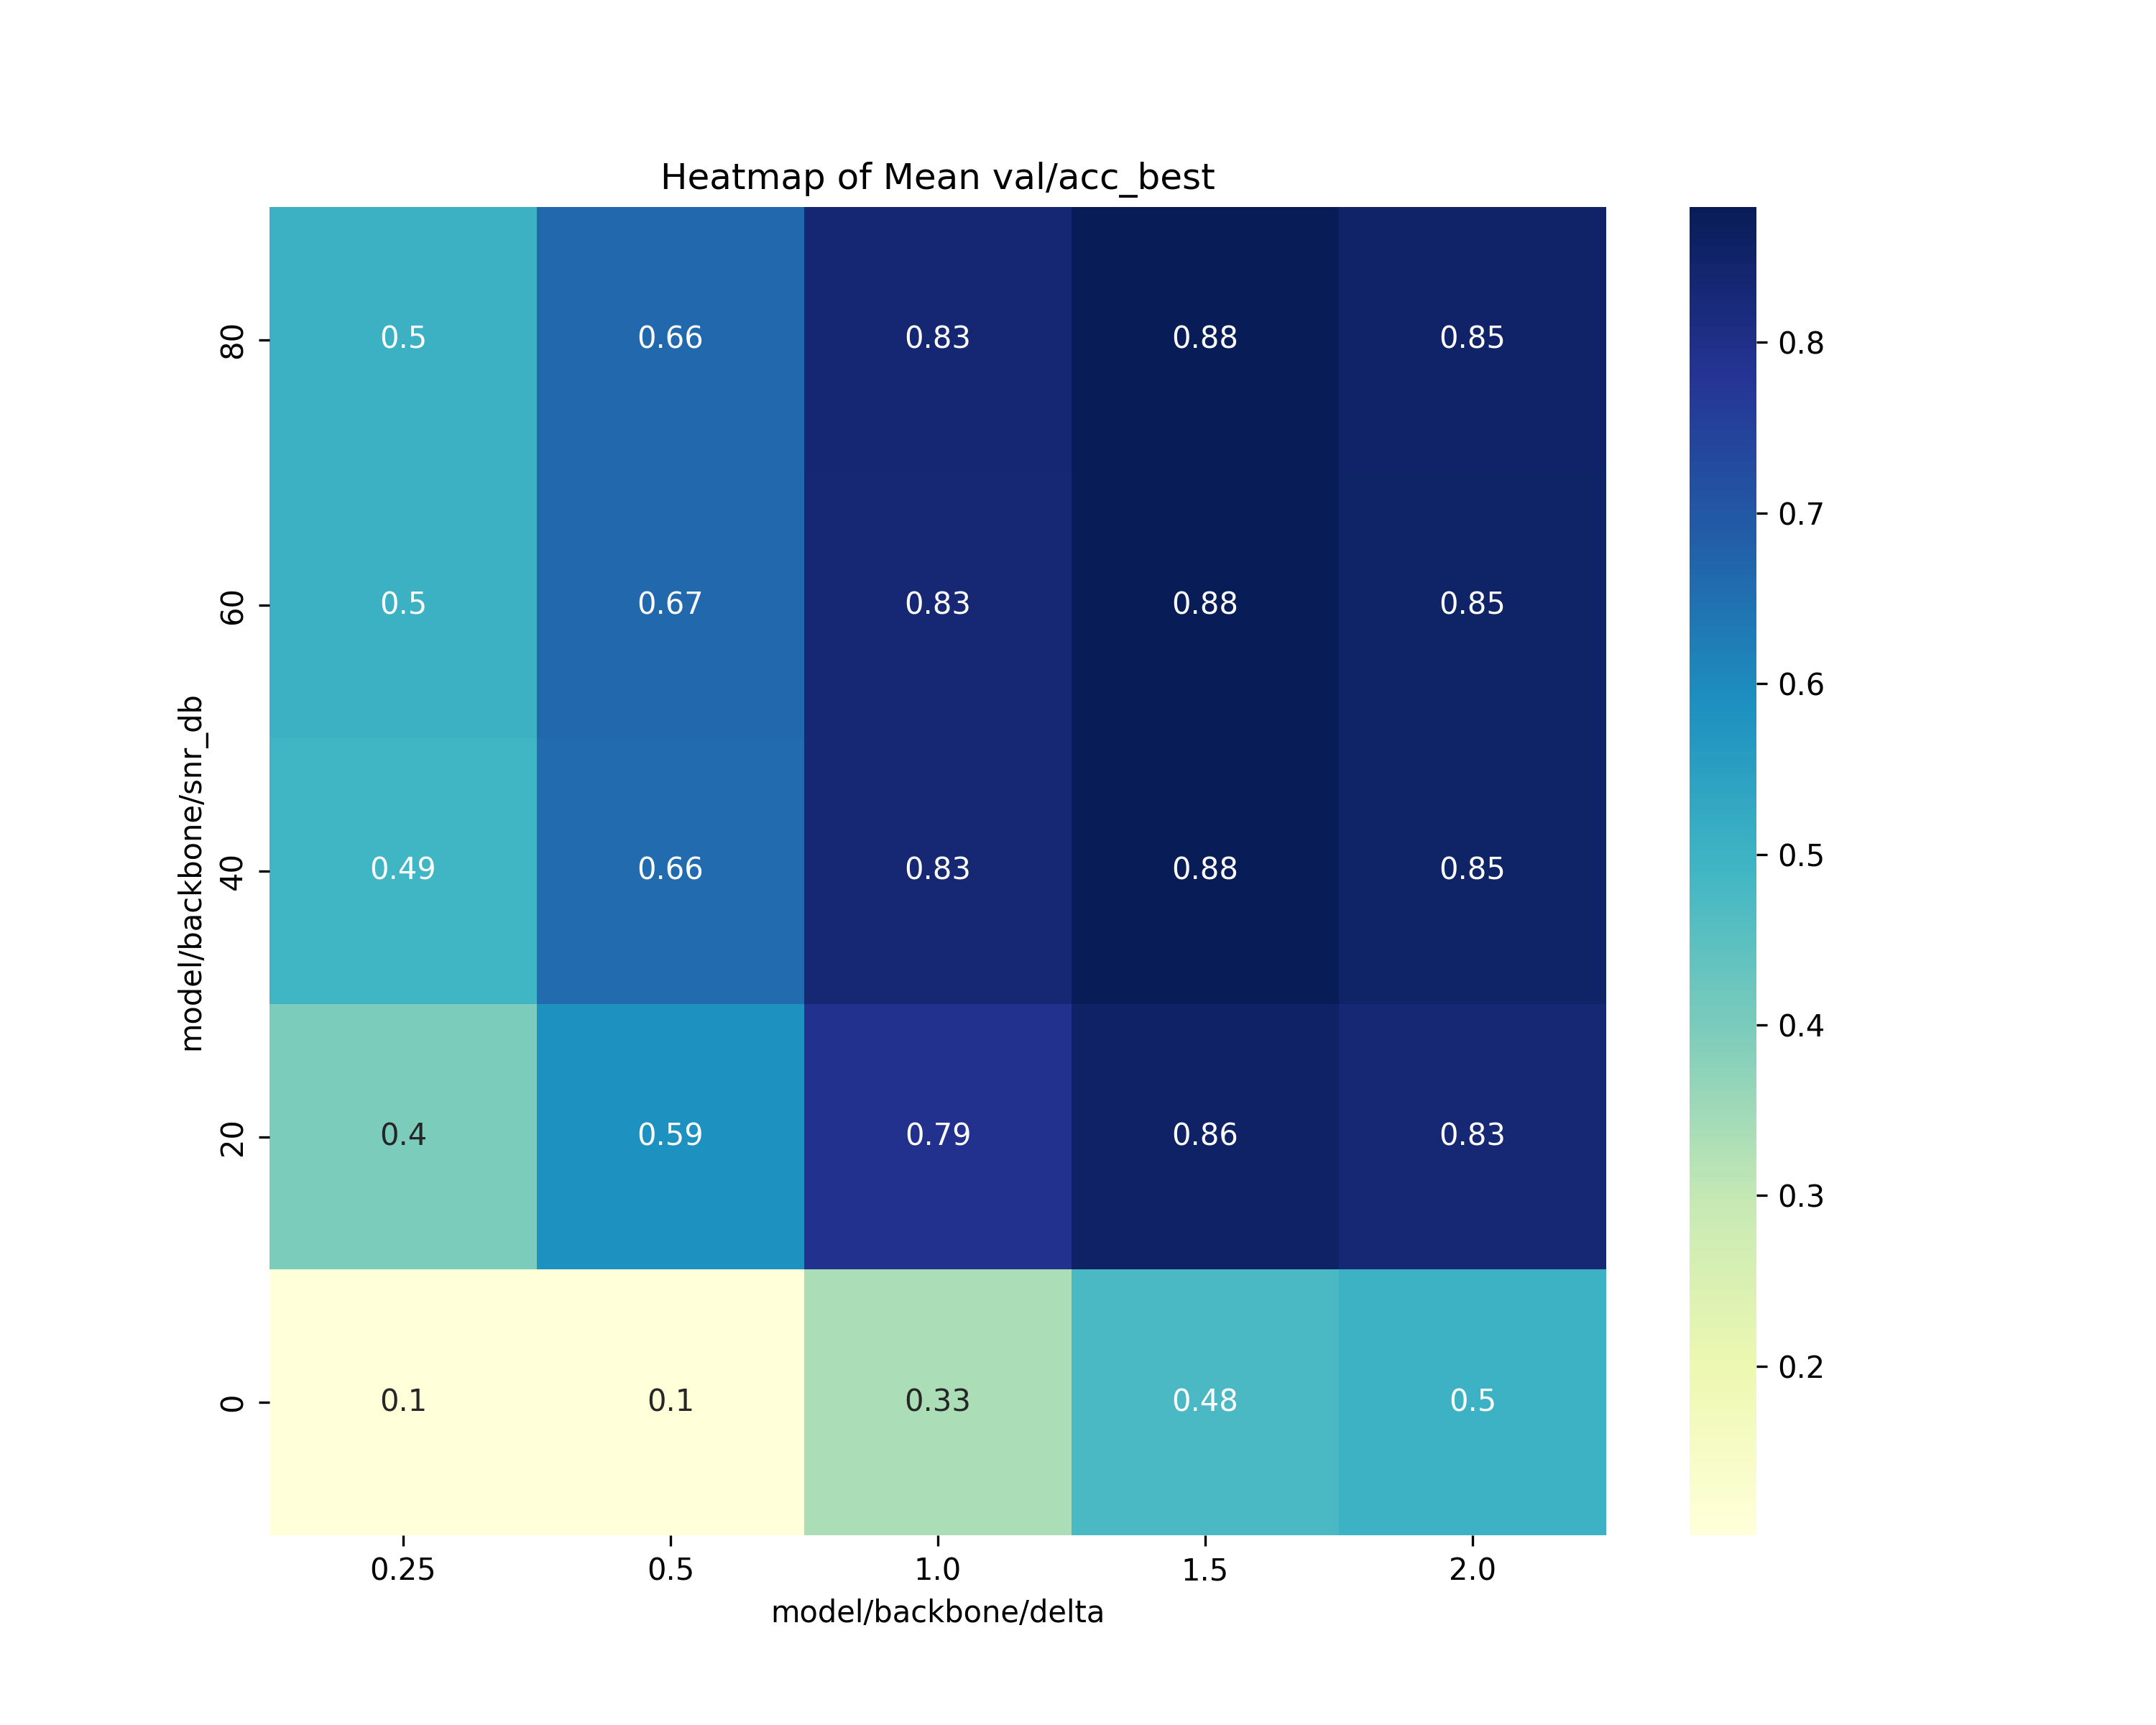 Heatmap of Mean val/acc_best
model/backbone/snr_db
80 0.5 0.66 0.83 0.88 0.85
60 0.5 0.67 0.83 0.88 0.85
40 0.49 0.66 0.83 0.88 0.85
20 0.4 0.59 0.79 0.86 0.83
0 0.1 0.1 0.33 0.48 0.5
0.25 0.5 1.0 1.5 2.0
model/backbone/delta
0.8
0.7
0.6
0.5
0.4
0.3
0.2